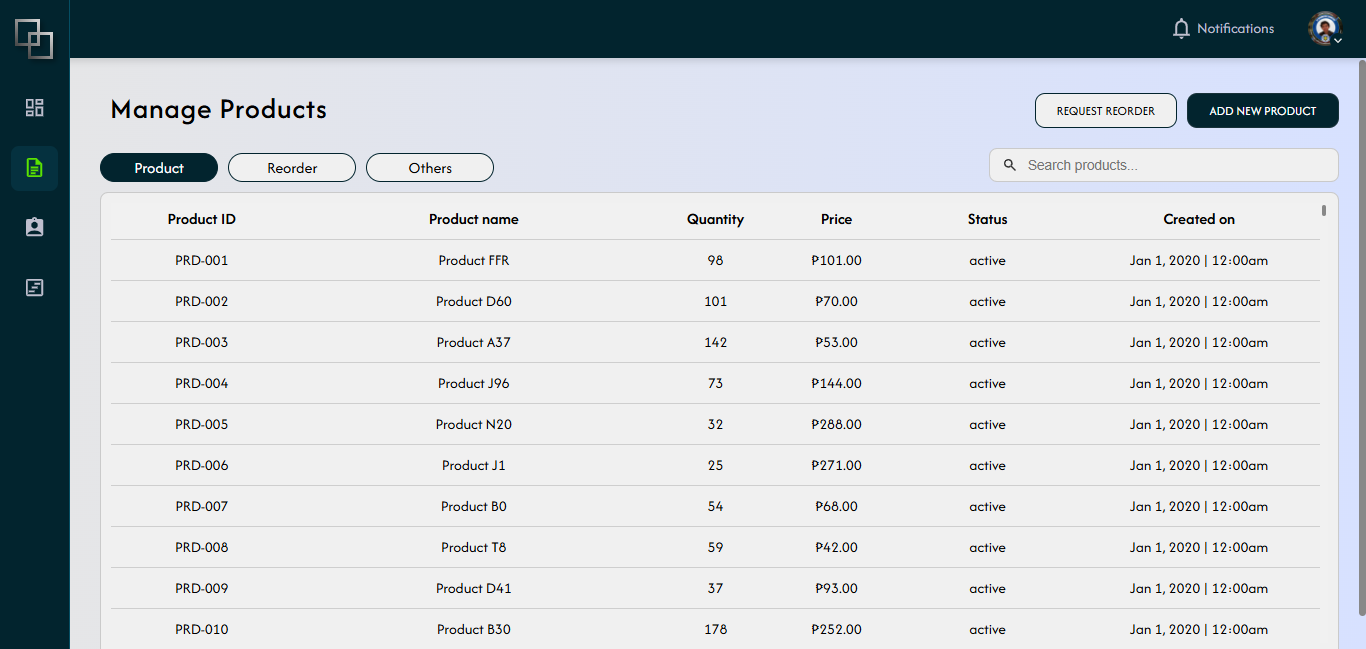 Notifications
Manage Products
REQUEST REORDER
ADD NEW PRODUCT
Product
Reorder
Others
Search products...
Product ID Product name Quantity Price Status Created on
PRD-001 Product FFR 98 ₱101.00 active Jan 1, 2020 | 12:00am
PRD-002 Product D60 101 ₱70.00 active Jan 1, 2020 | 12:00am
PRD-003 Product A37 142 ₱53.00 active Jan 1, 2020 | 12:00am
PRD-004 Product J96 73 ₱144.00 active Jan 1, 2020 | 12:00am
PRD-005 Product N20 32 ₱288.00 active Jan 1, 2020 | 12:00am
PRD-006 Product J1 25 ₱271.00 active Jan 1, 2020 | 12:00am
PRD-007 Product B0 54 ₱68.00 active Jan 1, 2020 | 12:00am
PRD-008 Product T8 59 ₱42.00 active Jan 1, 2020 | 12:00am
PRD-009 Product D41 37 ₱93.00 active Jan 1, 2020 | 12:00am
PRD-010 Product B30 178 ₱252.00 active Jan 1, 2020 | 12:00am